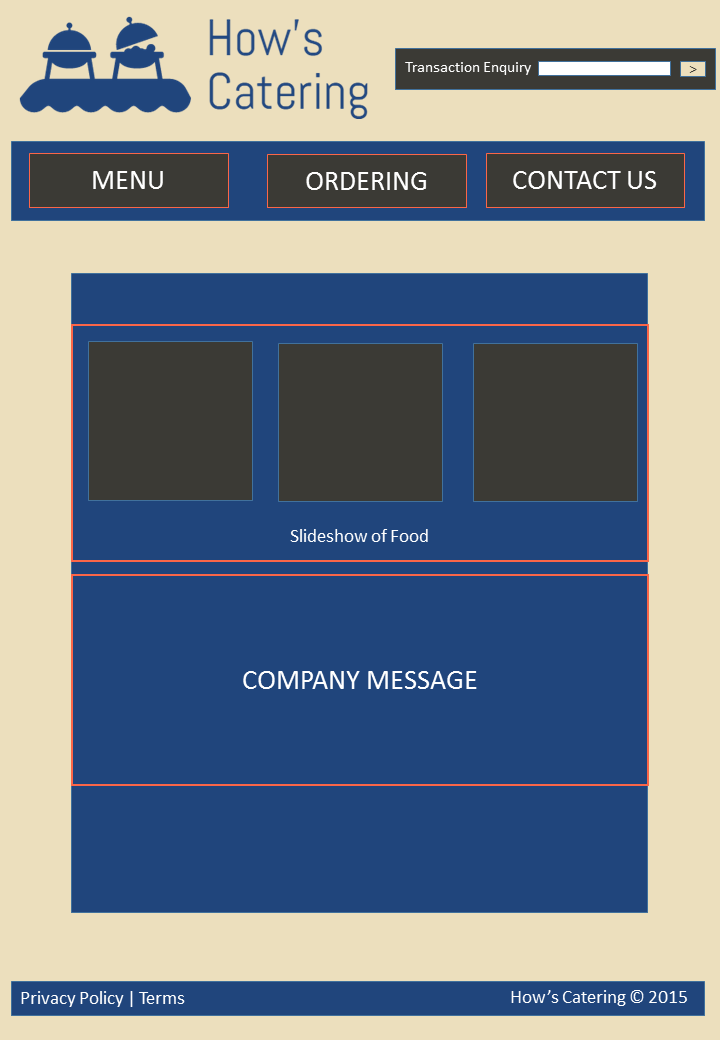 How's
Catering
Transaction Enquiry >
MENU ORDERING CONTACT US
Slideshow of Food
COMPANY MESSAGE
Privacy Policy | Terms How’s Catering © 2015